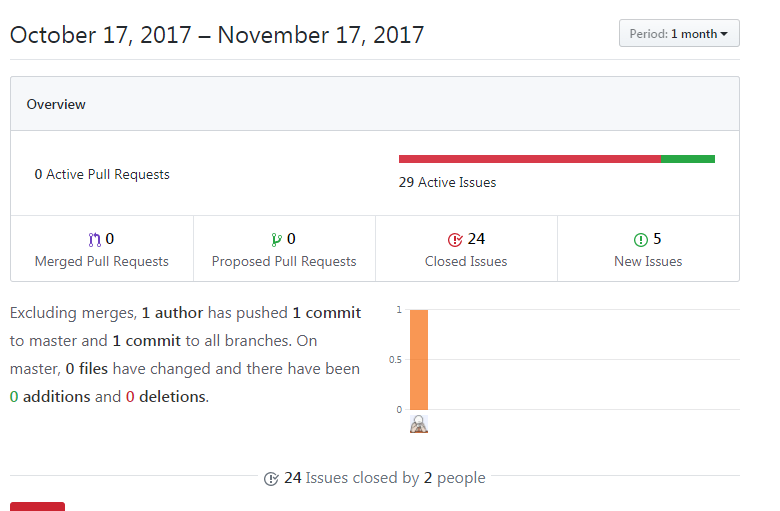 October 17, 2017 – November 17, 2017
Period: 1 month
Overview
0 Active Pull Requests
29 Active Issues
0
Merged Pull Requests
0
Proposed Pull Requests
24
Closed Issues
5
New Issues
Excluding merges, 1 author has pushed 1 commit
to master and 1 commit to all branches. On
master, 0 files have changed and there have been
0 additions and 0 deletions.
1
0.5
0
24 Issues closed by 2 people